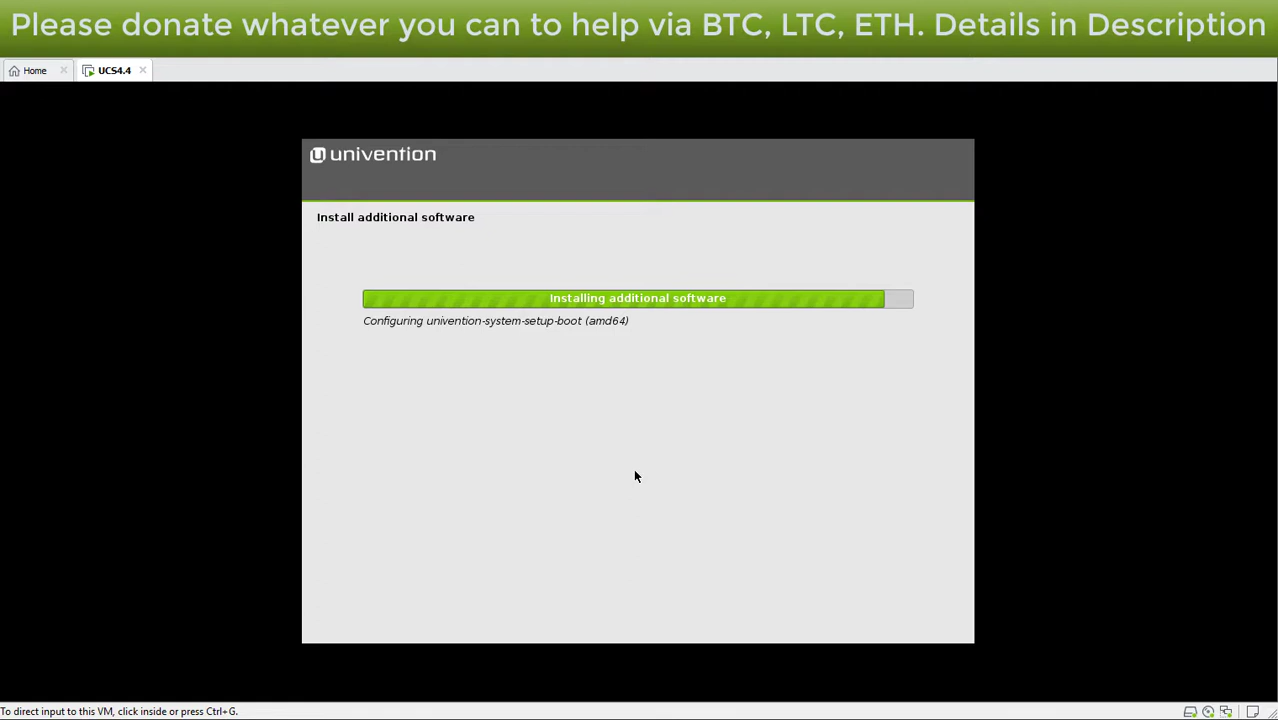 Please donate whatever you can to help via BTC, LTC, ETH. Details in Description
Home
UCS4.4
univention
Install additional software
Installing additional software
Configuring univention-system-setup-boot (amd64)
To direct input to this VM, click inside or press Ctrl+G.